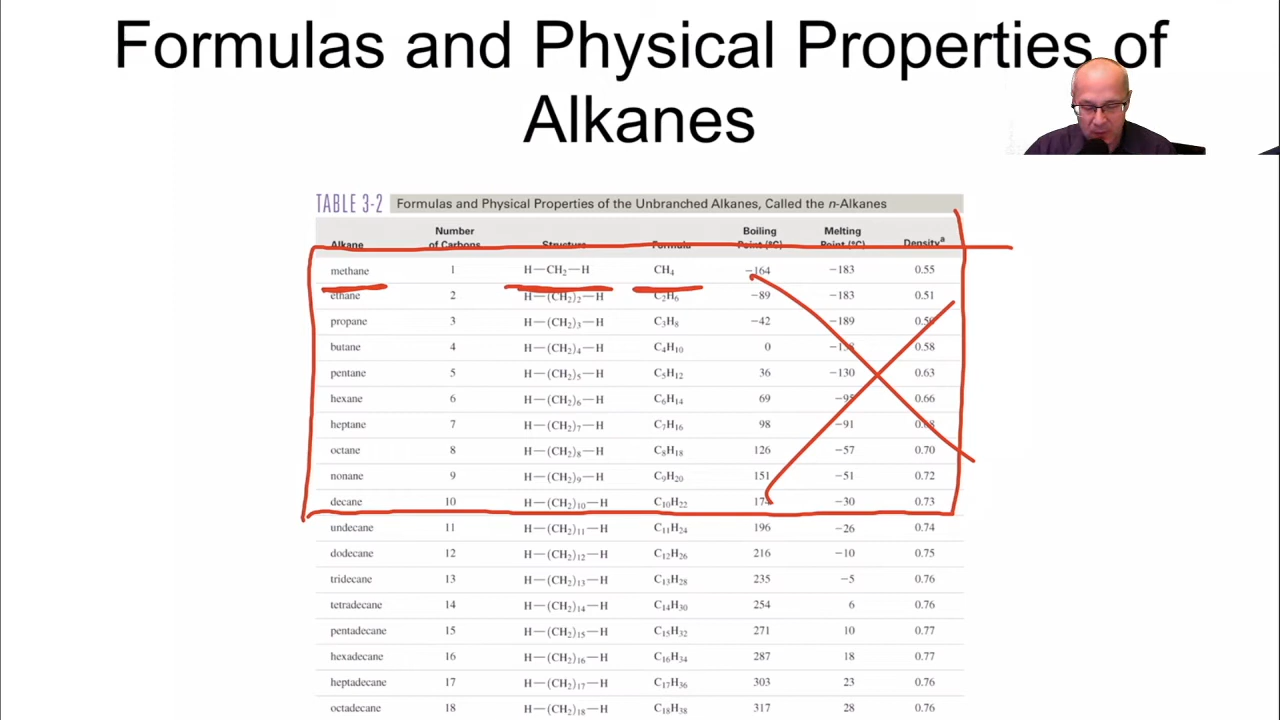 Formulas and Physical Properties of
Alkanes
TABLE 3-2 Formulas and Physical Properties of the Unbranched Alkanes, Called the n-Alkanes
Alkane Number of Carbons Structure Formula Boiling Point (°C) Melting Point (°C) Densityᵃ
methane 1 H—CH₂—H CH₄ −164 −183 0.55
ethane 2 H—(CH₂)₂—H C₂H₆ −89 −183 0.51
propane 3 H—(CH₂)₃—H C₃H₈ −42 −189
butane 4 H—(CH₂)₄—H C₄H₁₀ 0 0.58
pentane 5 H—(CH₂)₅—H C₅H₁₂ 36 −130 0.63
hexane 6 H—(CH₂)₆—H C₆H₁₄ 69 0.66
heptane 7 H—(CH₂)₇—H C₇H₁₆ 98 −91
octane 8 H—(CH₂)₈—H C₈H₁₈ 126 −57 0.70
nonane 9 H—(CH₂)₉—H C₉H₂₀ 151 −51 0.72
decane 10 H—(CH₂)₁₀—H C₁₀H₂₂ −30 0.73
undecane 11 H—(CH₂)₁₁—H C₁₁H₂₄ 196 −26 0.74
dodecane 12 H—(CH₂)₁₂—H C₁₂H₂₆ 216 −10 0.75
tridecane 13 H—(CH₂)₁₃—H C₁₃H₂₈ 235 −5 0.76
tetradecane 14 H—(CH₂)₁₄—H C₁₄H₃₀ 254 6 0.76
pentadecane 15 H—(CH₂)₁₅—H C₁₅H₃₂ 271 10 0.77
hexadecane 16 H—(CH₂)₁₆—H C₁₆H₃₄ 287 18 0.77
heptadecane 17 H—(CH₂)₁₇—H C₁₇H₃₆ 303 23 0.76
octadecane 18 H—(CH₂)₁₈—H C₁₈H₃₈ 317 28 0.76